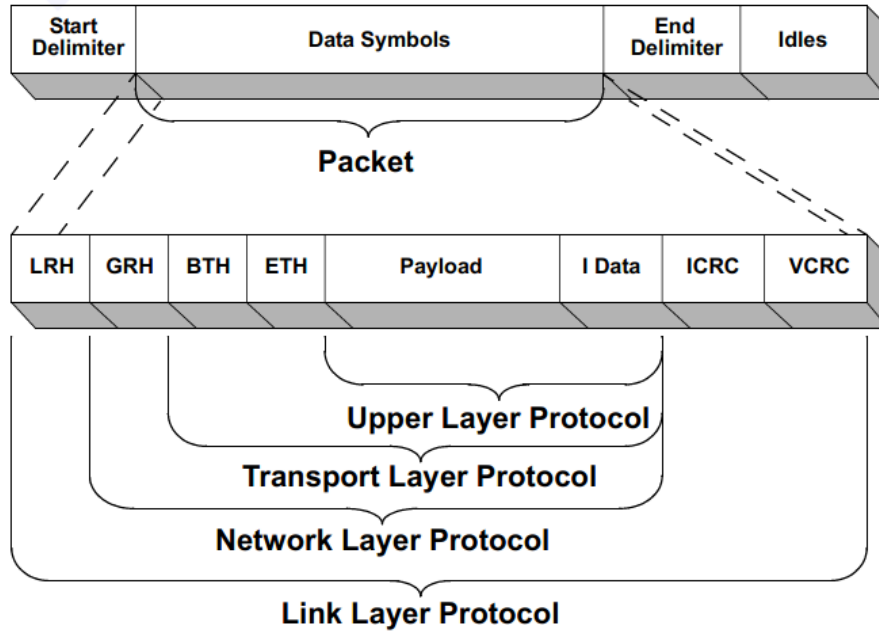 Start Delimiter Data Symbols End Delimiter Idles
Packet
LRH GRH BTH ETH Payload I Data ICRC VCRC
Upper Layer Protocol
Transport Layer Protocol
Network Layer Protocol
Link Layer Protocol